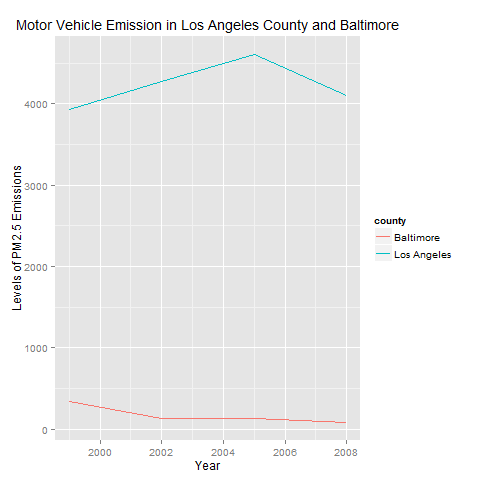 Motor Vehicle Emission in Los Angeles County and Baltimore
Levels of PM2.5 Emissions
4000
3000
2000
1000
0
2000 2002 2004 2006 2008
Year
county
Baltimore
Los Angeles